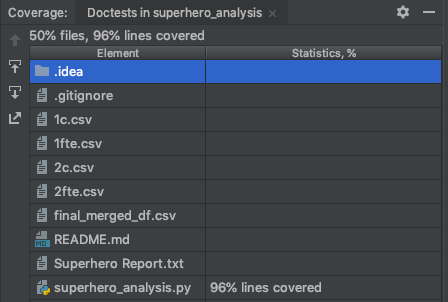 Coverage: Doctests in superhero_analysis ×
50% files, 96% lines covered
Element Statistics, %
.idea
.gitignore
1c.csv
1fte.csv
2c.csv
2fte.csv
final_merged_df.csv
MD README.md
Superhero Report.txt
superhero_analysis.py 96% lines covered